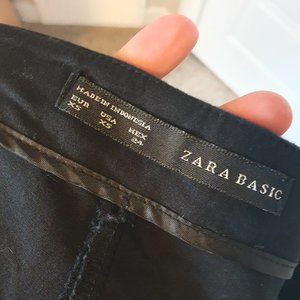 MADE IN INDONESIA
EUR USA MEX
XS XS 24
ZARA BASIC